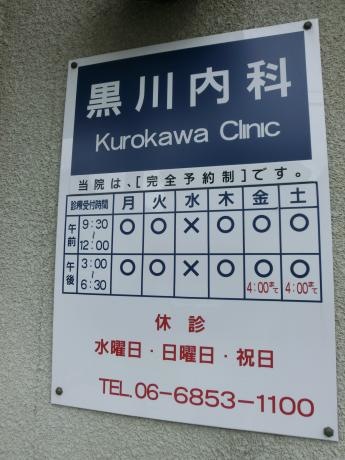 黒川内科
Kurokawa Clinic
当院は、[完全予約制]です。
診療受付時間 月 火 水 木 金 土
午前 9:30~12:00 ○ ○ × ○ ○ ○
午後 3:00~6:30 ○ ○ × ○ ○ 4:00まで ○ 4:00まで
休診
水曜日・日曜日・祝日
TEL.06-6853-1100